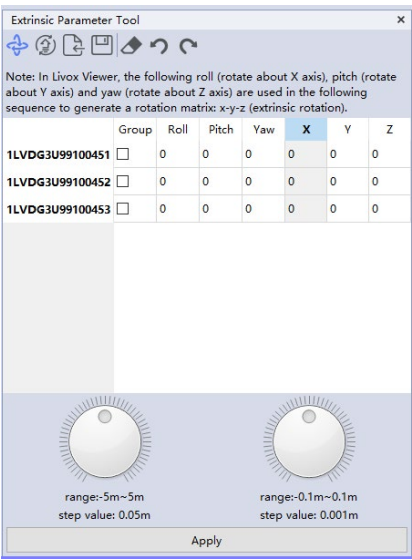 Extrinsic Parameter Tool ×
Note: In Livox Viewer, the following roll (rotate about X axis), pitch (rotate
about Y axis) and yaw (rotate about Z axis) are used in the following
sequence to generate a rotation matrix: x-y-z (extrinsic rotation).
Group Roll Pitch Yaw X Y Z
1LVDG3U99100451 0 0 0 0 0 0
1LVDG3U99100452 0 0 0 0 0 0
1LVDG3U99100453 0 0 0 0 0 0
range:-5m~5m range:-0.1m~0.1m
step value: 0.05m step value: 0.001m
Apply